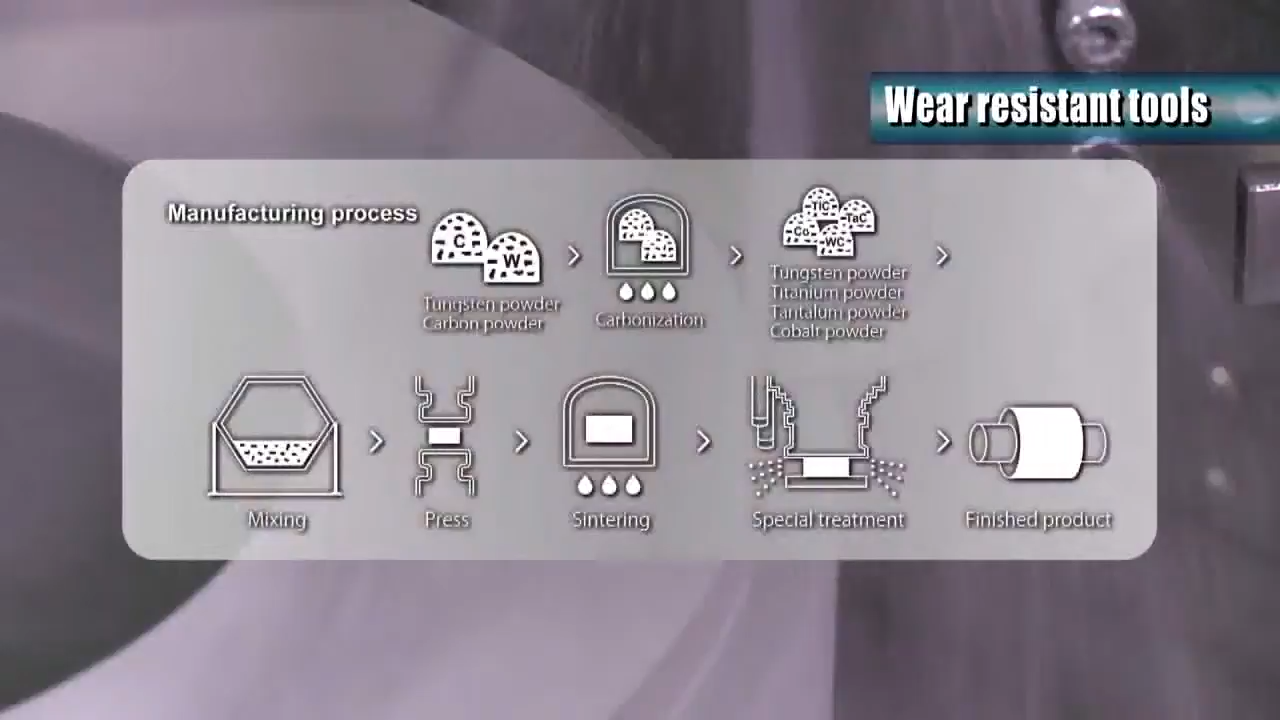 Wear resistant tools
Manufacturing process
C
W
Tungsten powder
Carbon powder
Carbonization
TiC
TaC
Co
WC
Tungsten powder
Titanium powder
Tantalum powder
Cobalt powder
Mixing
Press
Sintering
Special treatment
Finished product